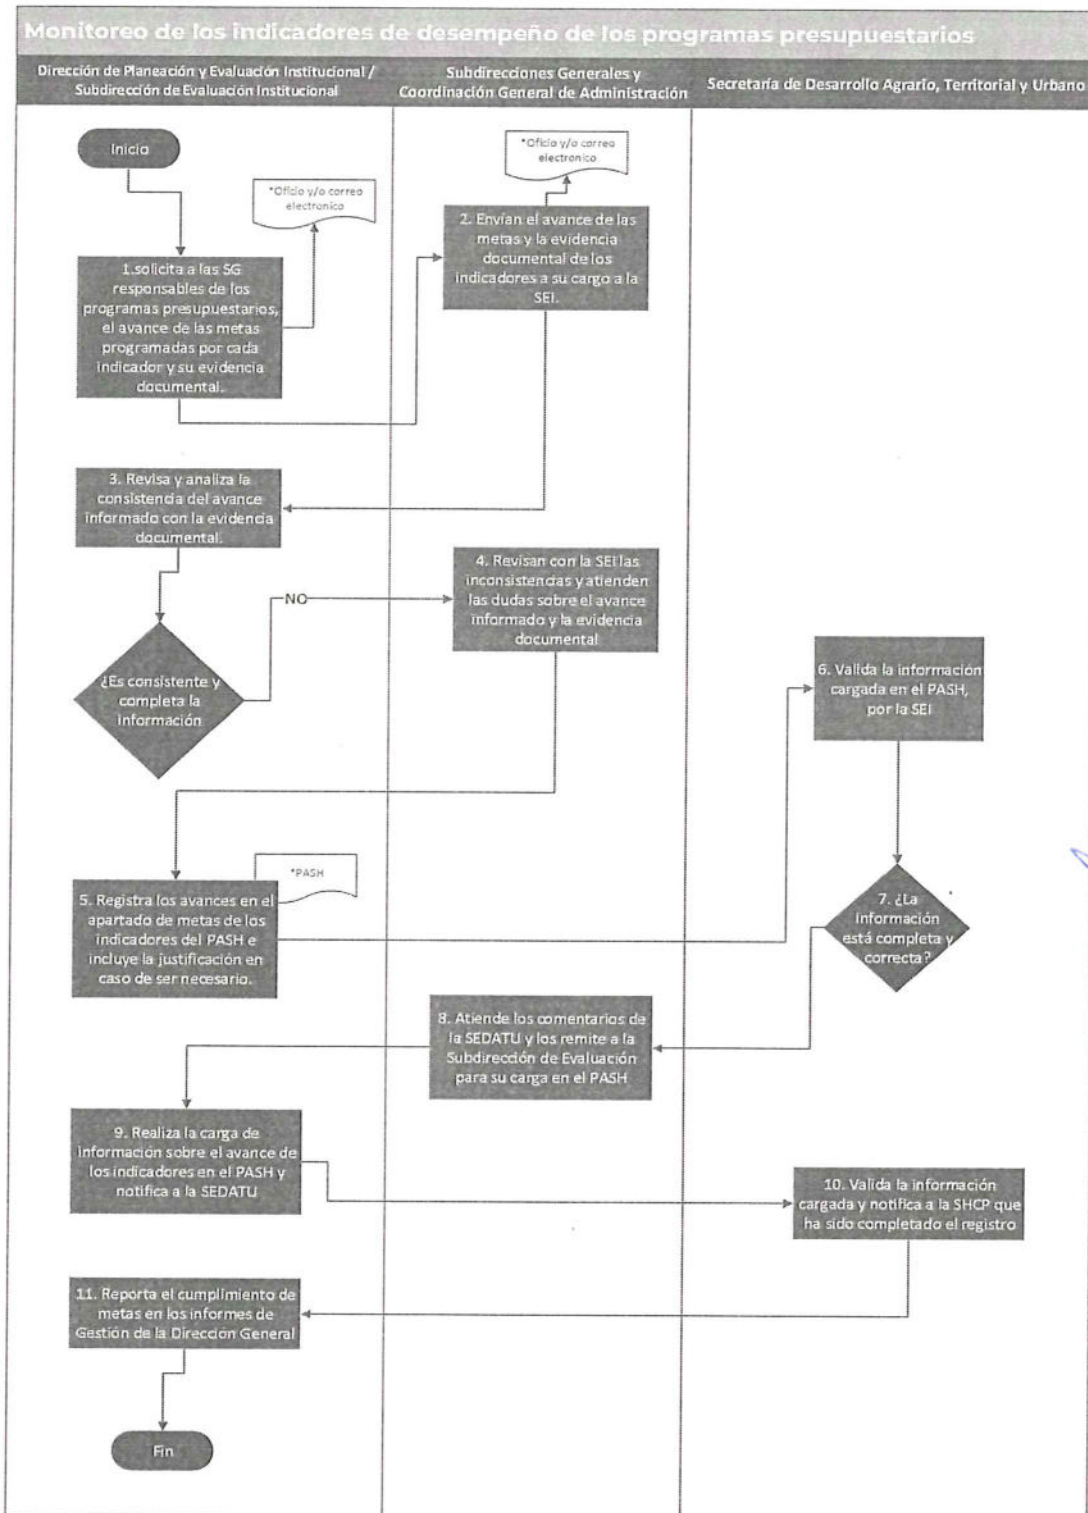 Monitoreo de los indicadores de desempeño de los programas presupuestarios
Dirección de Planeación y Evaluación Institucional /
Subdirección de Evaluación Institucional
Subdirecciones Generales y
Coordinación General de Administración
Secretaría de Desarrollo Agrario, Territorial y Urbano
Inicio
*Oficio y/o correo
electronico
*Oficio y/o correo
electronico
1.solicita a las SG
responsables de los
programas presupuestarios,
el avance de las metas
programadas por cada
indicador y su evidencia
documental.
2. Envían el avance de las
metas y la evidencia
documental de los
indicadores a su cargo a la
SEI.
3. Revisa y analiza la
consistencia del avance
informado con la evidencia
documental.
NO
4. Revisan con la SEI las
inconsistencias y atienden
las dudas sobre el avance
informado y la evidencia
documental
¿Es consistente y
completa la
información
6. Valida la información
cargada en el PASH,
por la SEI
*PASH
5. Registra los avances en el
apartado de metas de los
indicadores del PASH e
incluye la justificación en
caso de ser necesario.
7. ¿La
información
está completa y
correcta?
8. Atiende los comentarios de
la SEDATU y los remite a la
Subdirección de Evaluación
para su carga en el PASH
9. Realiza la carga de
información sobre el avance de
los indicadores en el PASH y
notifica a la SEDATU
10. Valida la información
cargada y notifica a la SHCP que
ha sido completado el registro
11. Reporta el cumplimiento de
metas en los informes de
Gestión de la Dirección General
Fin